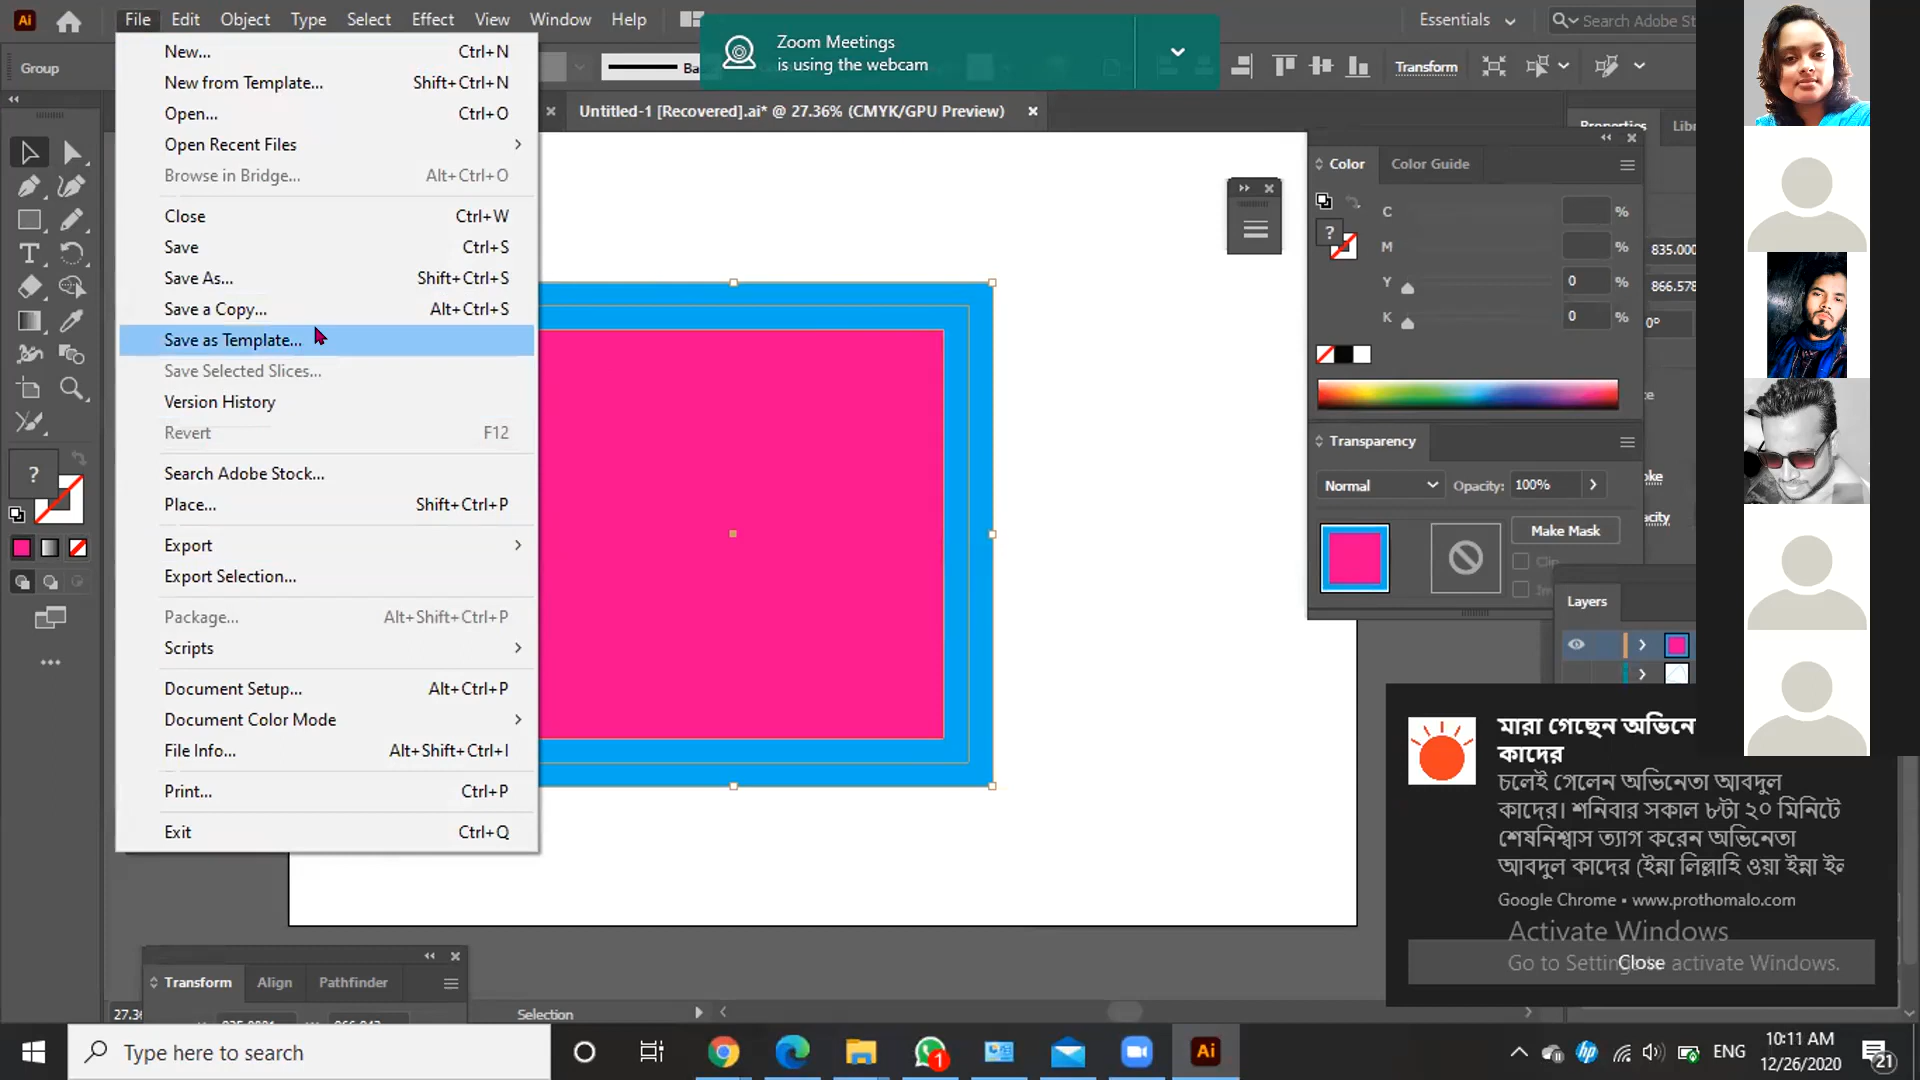 File Edit Object Type Select Effect View Window Help
Essentials
Search Adobe St
Zoom Meetings
is using the webcam
Group
Ba
Transform
Untitled-1 [Recovered].ai* @ 27.36% (CMYK/GPU Preview)
New... Ctrl+N
New from Template... Shift+Ctrl+N
Open... Ctrl+O
Open Recent Files
Browse in Bridge... Alt+Ctrl+O
Close Ctrl+W
Save Ctrl+S
Save As... Shift+Ctrl+S
Save a Copy... Alt+Ctrl+S
Save as Template...
Save Selected Slices...
Version History
Revert F12
Search Adobe Stock...
Place... Shift+Ctrl+P
Export
Export Selection...
Package... Alt+Shift+Ctrl+P
Scripts
Document Setup... Alt+Ctrl+P
Document Color Mode
File Info... Alt+Shift+Ctrl+I
Print... Ctrl+P
Exit Ctrl+Q
Properties Libr
Color Color Guide
C %
M %
Y 0 %
K 0 %
835.000
866.578
0°
Transparency
Normal Opacity: 100%
Make Mask
Clip
Layers
মারা গেছেন অভিনে
কাদের
চলেই গেলেন অভিনেতা আবদুল
কাদের। শনিবার সকাল ৮টা ২০ মিনিটে
শেষনিশ্বাস ত্যাগ করেন অভিনেতা
আবদুল কাদের (ইন্না লিল্লাহি ওয়া ইন্না ইল
Google Chrome • www.prothomalo.com
Activate Windows
Go to Settings to activate Windows.
Close
Transform Align Pathfinder
27.36
Selection
Type here to search
1
Ai
ENG
10:11 AM
12/26/2020
21